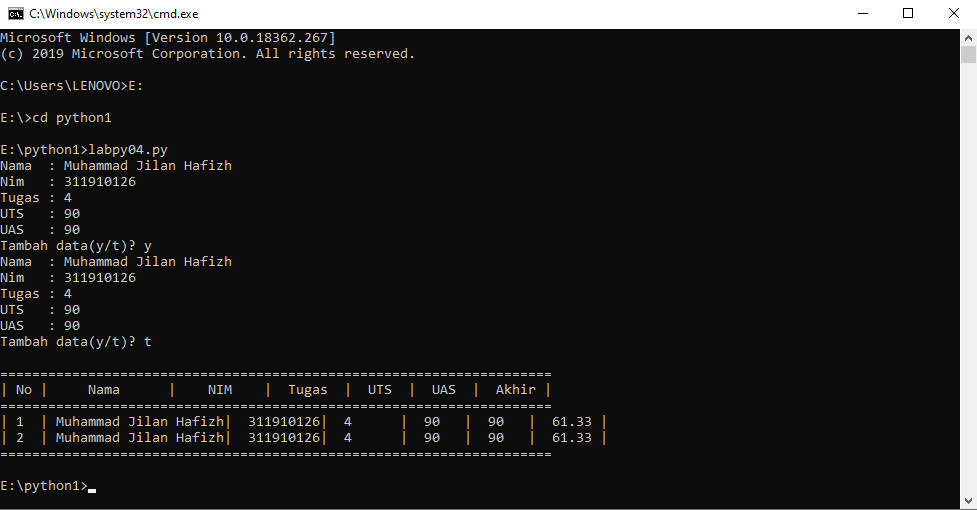 C:\Windows\system32\cmd.exe
Microsoft Windows [Version 10.0.18362.267]
(c) 2019 Microsoft Corporation. All rights reserved.
C:\Users\LENOVO>E:
E:\>cd python1
E:\python1>labpy04.py
Nama  : Muhammad Jilan Hafizh
Nim   : 311910126
Tugas : 4
UTS   : 90
UAS   : 90
Tambah data(y/t)? y
Nama  : Muhammad Jilan Hafizh
Nim   : 311910126
Tugas : 4
UTS   : 90
UAS   : 90
Tambah data(y/t)? t
=====================================================================
| No |     Nama      |    NIM    |  Tugas  |  UTS  |  UAS  |  Akhir |
=====================================================================
| 1  | Muhammad Jilan Hafizh|  311910126|  4      |  90   | 90   |  61.33 |
| 2  | Muhammad Jilan Hafizh|  311910126|  4      |  90   | 90   |  61.33 |
=====================================================================
E:\python1>